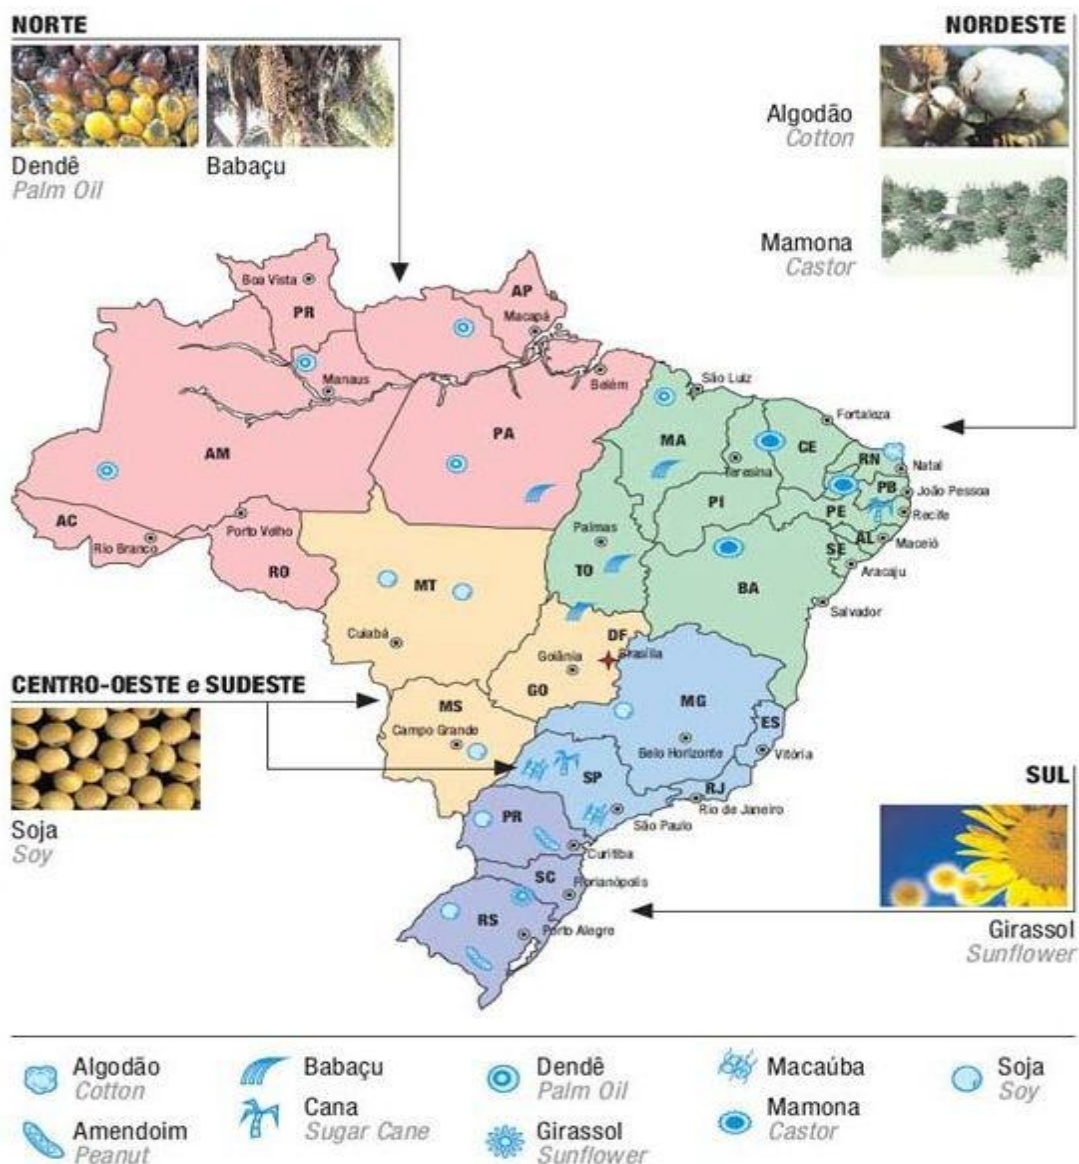 NORTE
NORDESTE
Dendê
Palm Oil
Babaçu
Algodão
Cotton
Mamona
Castor
Boa Vista
PR
AP
Macapá
Manaus
Belém
São Luiz
Fortaleza
AM
PA
MA
CE
RN
Natal
Teresina
PB
João Pessoa
PI
PE
Recife
AC
Rio Branco
Porto Velho
Palmas
AL
Maceió
SE
Aracaju
RO
MT
TO
BA
Salvador
Cuiabá
DF
Brasília
Goiânia
GO
CENTRO-OESTE e SUDESTE
MS
MG
ES
Campo Grande
Belo Horizonte
Vitória
SP
RJ
Rio de Janeiro
SUL
Soja
Soy
PR
São Paulo
Curitiba
SC
Florianópolis
RS
Porto Alegre
Girassol
Sunflower
Algodão
Cotton
Amendoim
Peanut
Babaçu
Cana
Sugar Cane
Dendê
Palm Oil
Girassol
Sunflower
Macaúba
Mamona
Castor
Soja
Soy